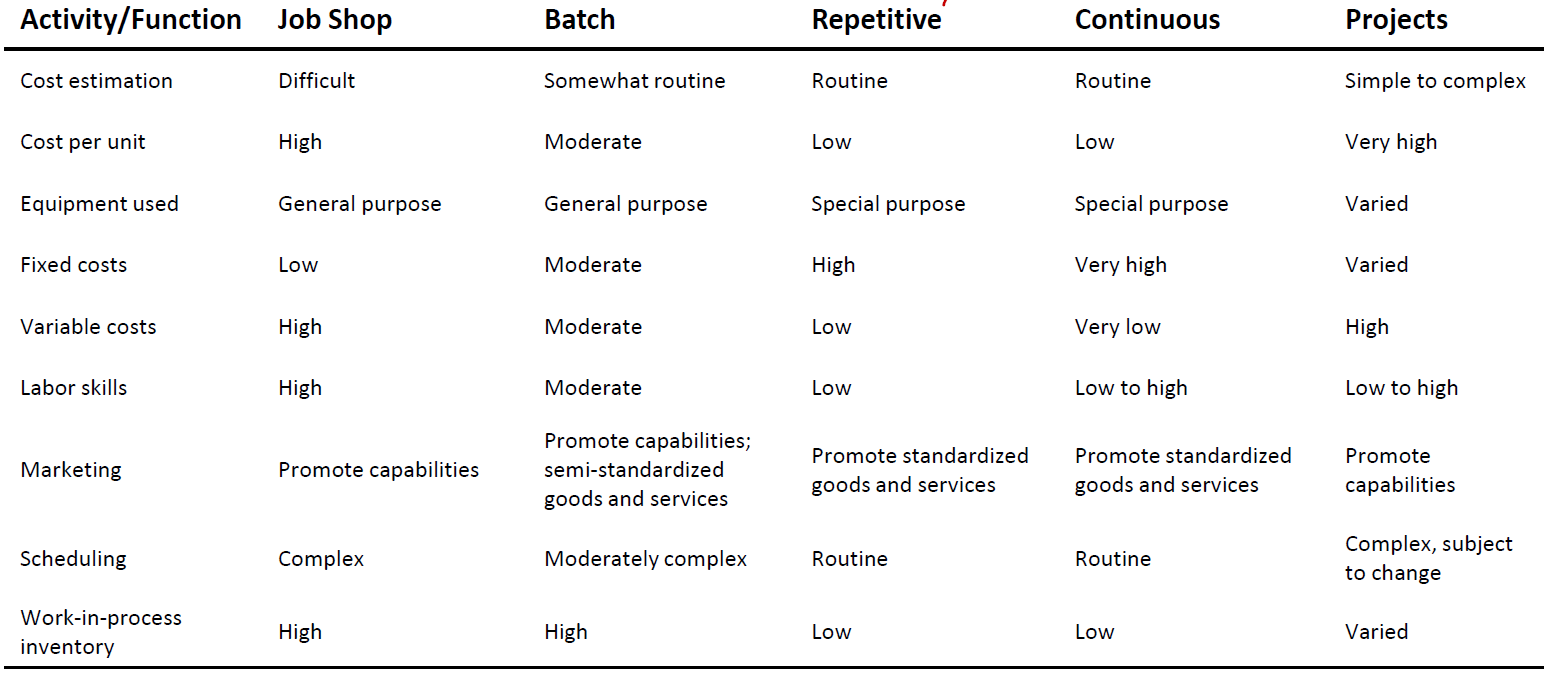 Activity/Function Job Shop Batch Repetitive Continuous Projects
Cost estimation Difficult Somewhat routine Routine Routine Simple to complex
Cost per unit High Moderate Low Low Very high
Equipment used General purpose General purpose Special purpose Special purpose Varied
Fixed costs Low Moderate High Very high Varied
Variable costs High Moderate Low Very low High
Labor skills High Moderate Low Low to high Low to high
Marketing Promote capabilities Promote capabilities;
semi-standardized
goods and services Promote standardized
goods and services Promote standardized
goods and services Promote
capabilities
Scheduling Complex Moderately complex Routine Routine Complex, subject
to change
Work-in-process
inventory High High Low Low Varied